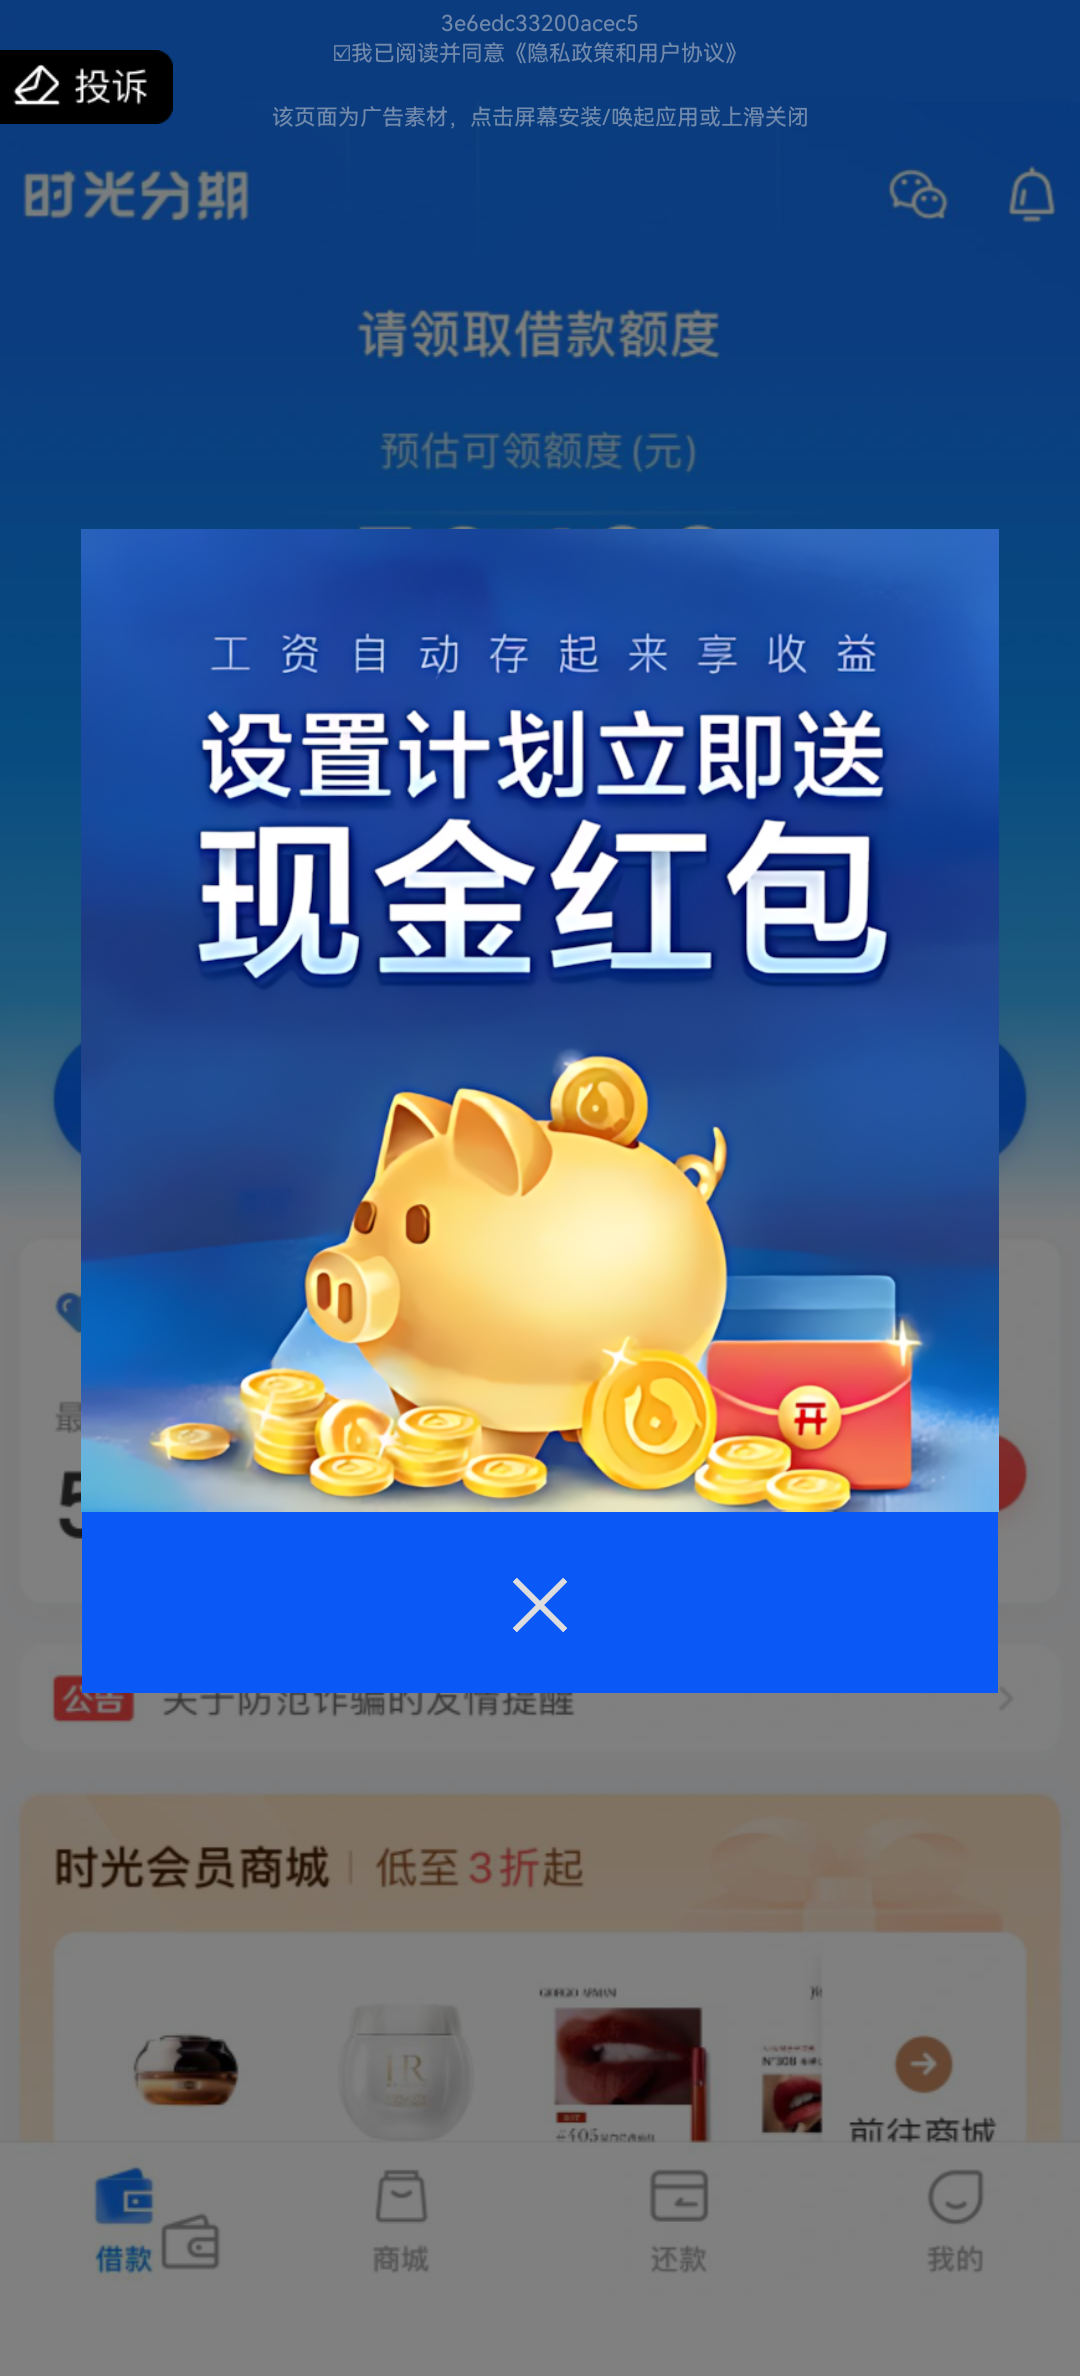 3e6edc33200acec5
☑我已阅读并同意《隐私政策和用户协议》
投诉
该页面为广告素材，点击屏幕安装/唤起应用或上滑关闭
时光分期
请领取借款额度
预估可领额度(元)
工资自动存起来享收益
设置计划立即送
现金红包
最
5
公告 关于防范诈骗的友情提醒
时光会员商城 | 低至3折起
GIORGIO ARMANI
HR
N°308
#405
前往商城
借款
商城
还款
我的